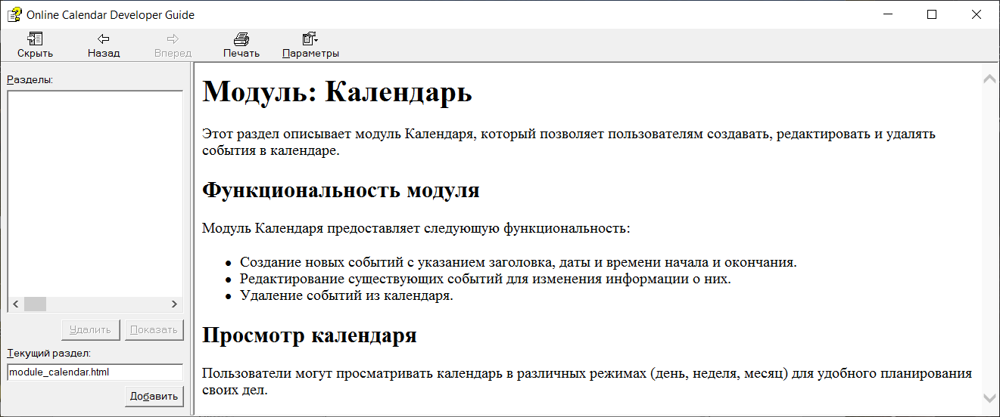 Online Calendar Developer Guide
Скрыть Назад Вперед Печать Параметры
Разделы:
Удалить Показать
Текущий раздел:
module_calendar.html
Добавить
Модуль: Календарь
Этот раздел описывает модуль Календаря, который позволяет пользователям создавать, редактировать и удалять
события в календаре.
Функциональность модуля
Модуль Календаря предоставляет следующую функциональность:
Создание новых событий с указанием заголовка, даты и времени начала и окончания.
Редактирование существующих событий для изменения информации о них.
Удаление событий из календаря.
Просмотр календаря
Пользователи могут просматривать календарь в различных режимах (день, неделя, месяц) для удобного планирования
своих дел.